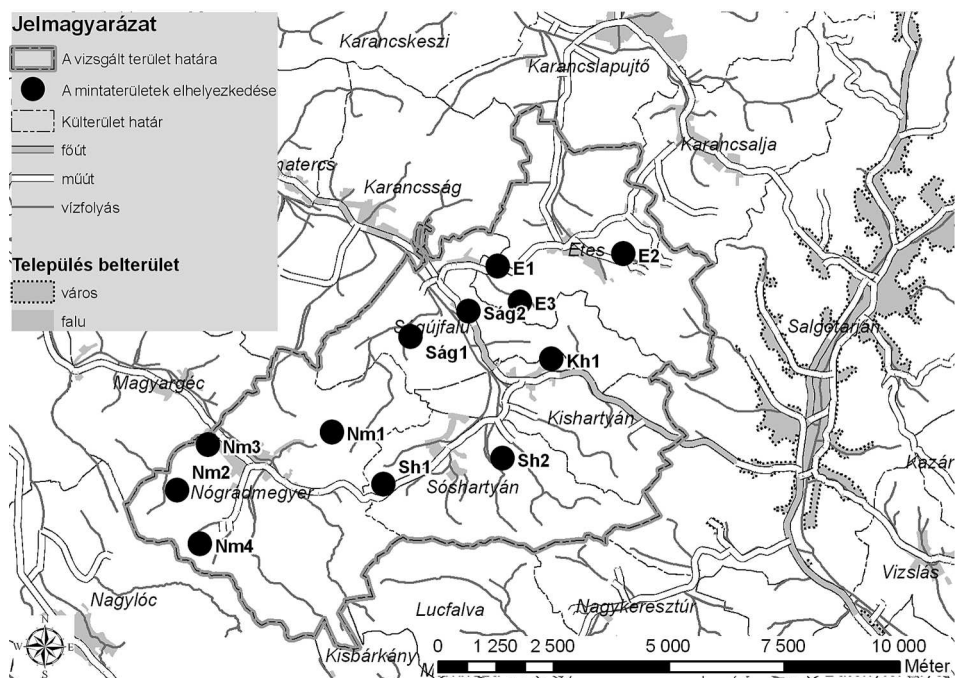 Jelmagyarázat
A vizsgált terület határa
A mintaterületek elhelyezkedése
Külterület határ
főút
műút
vízfolyás
Település belterület
város
falu
Karancskeszi
Karancslapujtő
Karancsalja
Karancsság
Etes
E1
E2
E3
Ság2
Ság1
Salgótarján
Kh1
Magyargéc
Kishartyán
Nm1
Nm3
Nm2
Nógrádmegyer
Sh1
Sh2
Sóshartyán
Kazár
Nm4
Vizslás
Nagylóc
Lucfalva
Nagykeresztúr
Kisbárkány
N
W
E
S
0 1 250 2 500 5 000 7 500 10 000
Méter